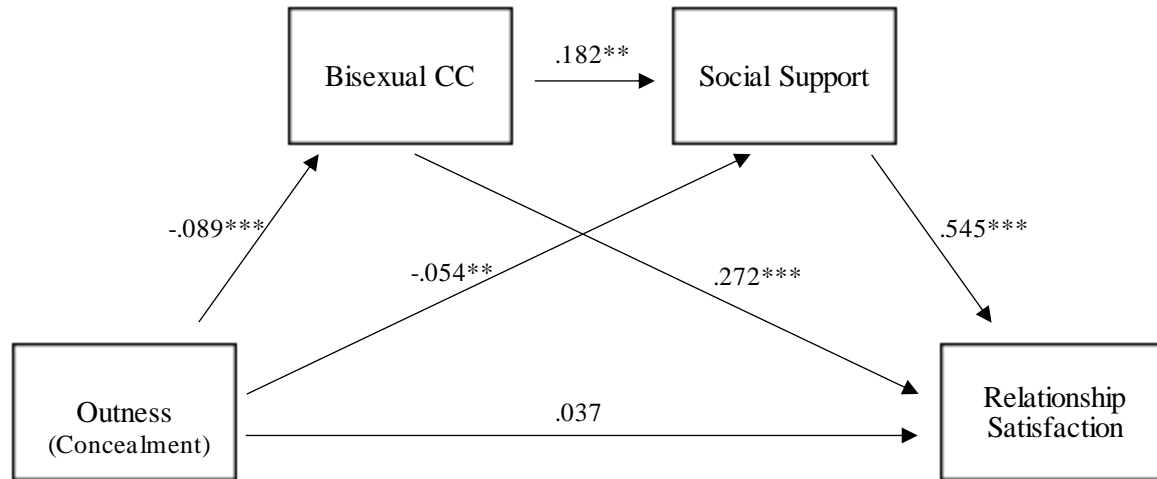 .182**
Bisexual CC
Social Support
-.089***
.545***
-.054**
.272***
Outness
(Concealment)
.037
Relationship
Satisfaction